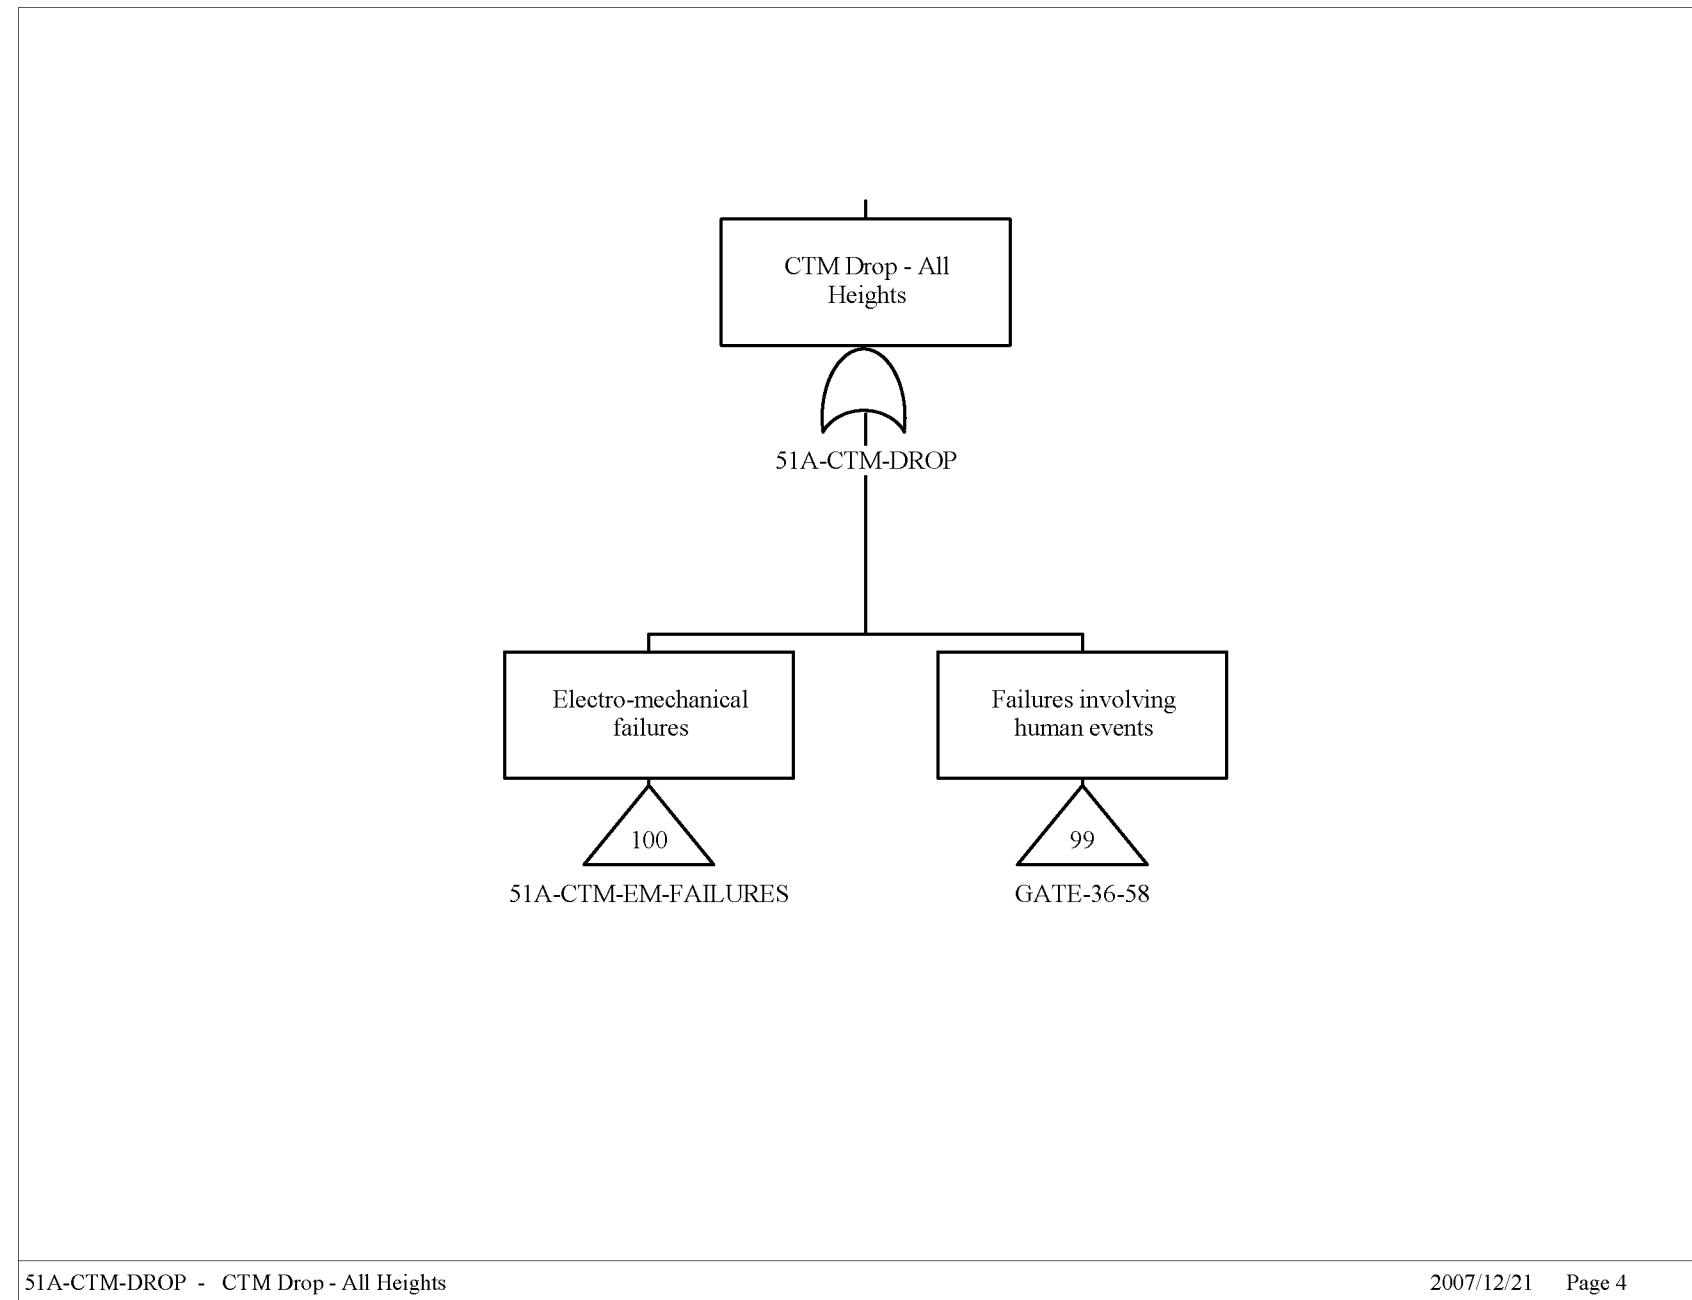 CTM Drop - All
Heights
51A-CTM-DROP
Electro-mechanical
failures
100
51A-CTM-EM-FAILURES
Failures involving
human events
99
GATE-36-58
51A-CTM-DROP - CTM Drop - All Heights
2007/12/21 Page 4